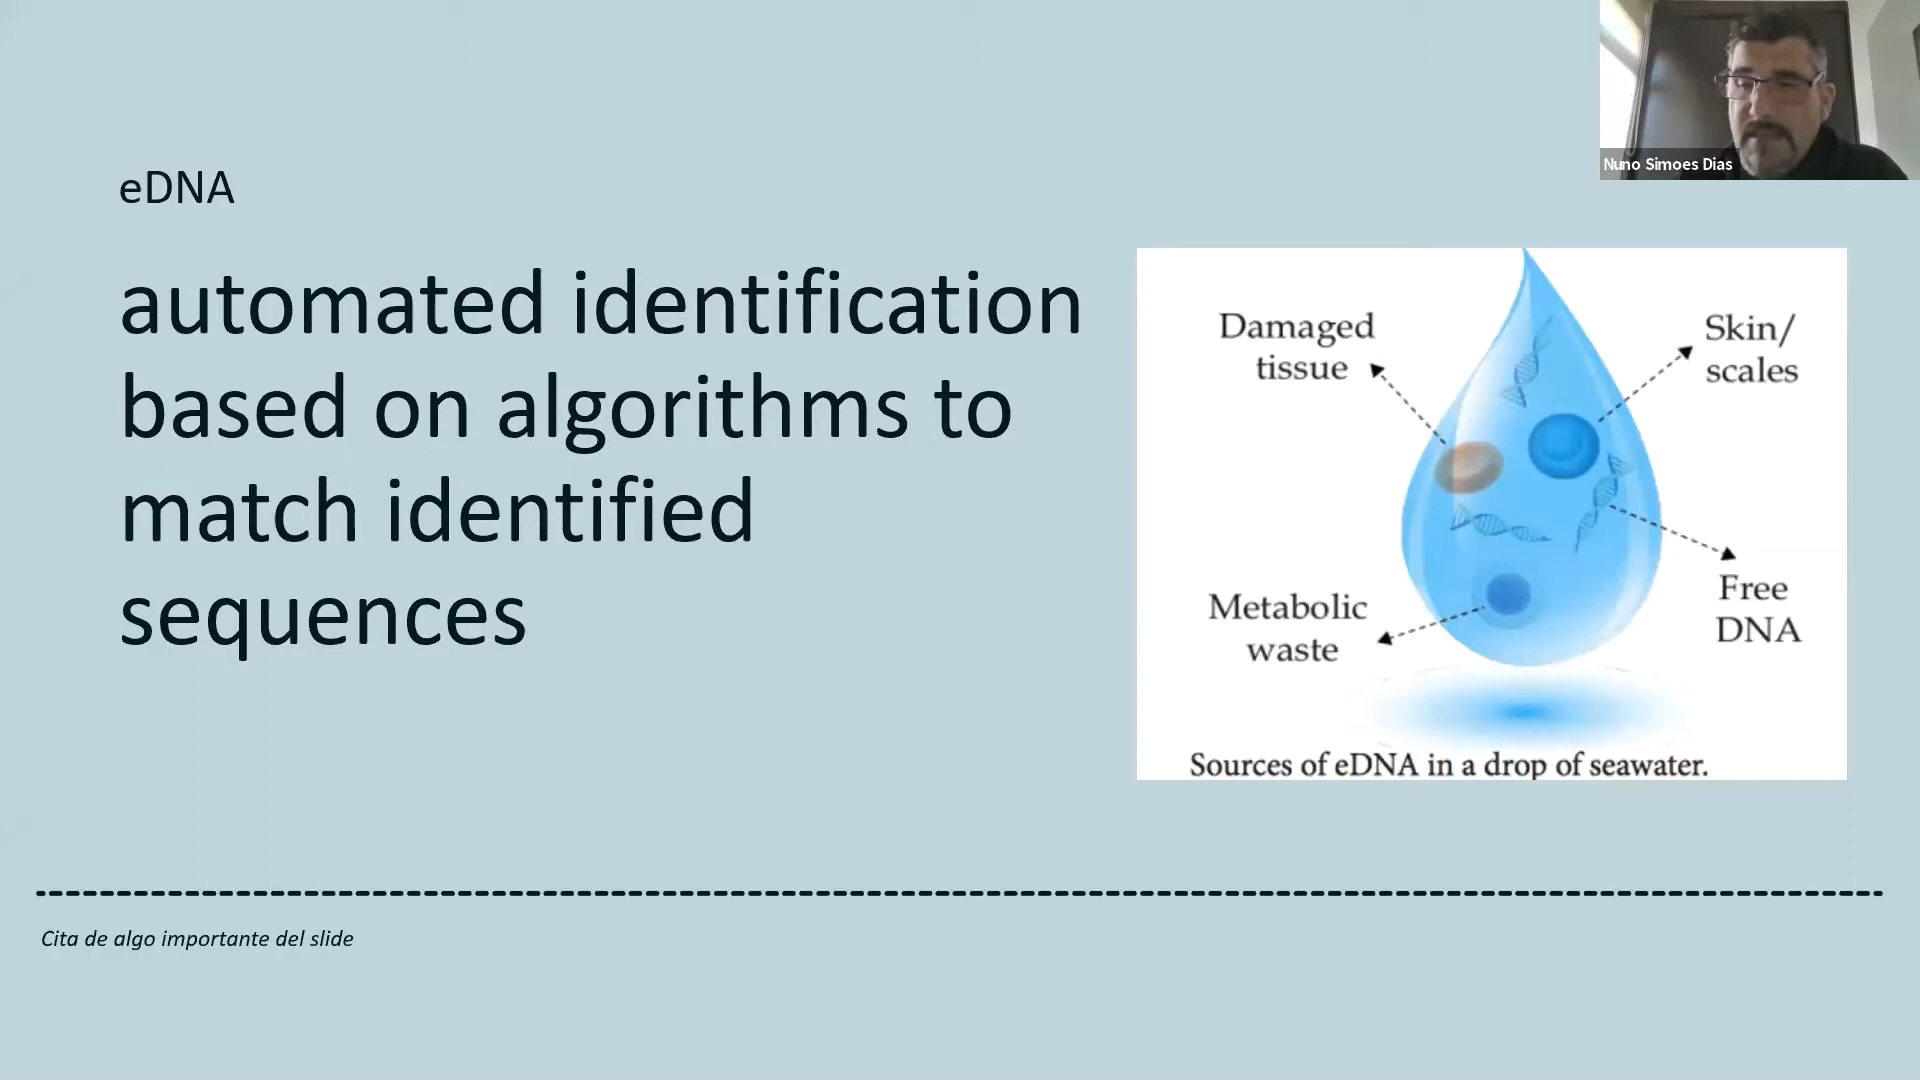 Nuno Simoes Dias
eDNA
automated identification
based on algorithms to
match identified
sequences
Damaged
tissue
Skin/
scales
Metabolic
waste
Free
DNA
Sources of eDNA in a drop of seawater.
Cita de algo importante del slide